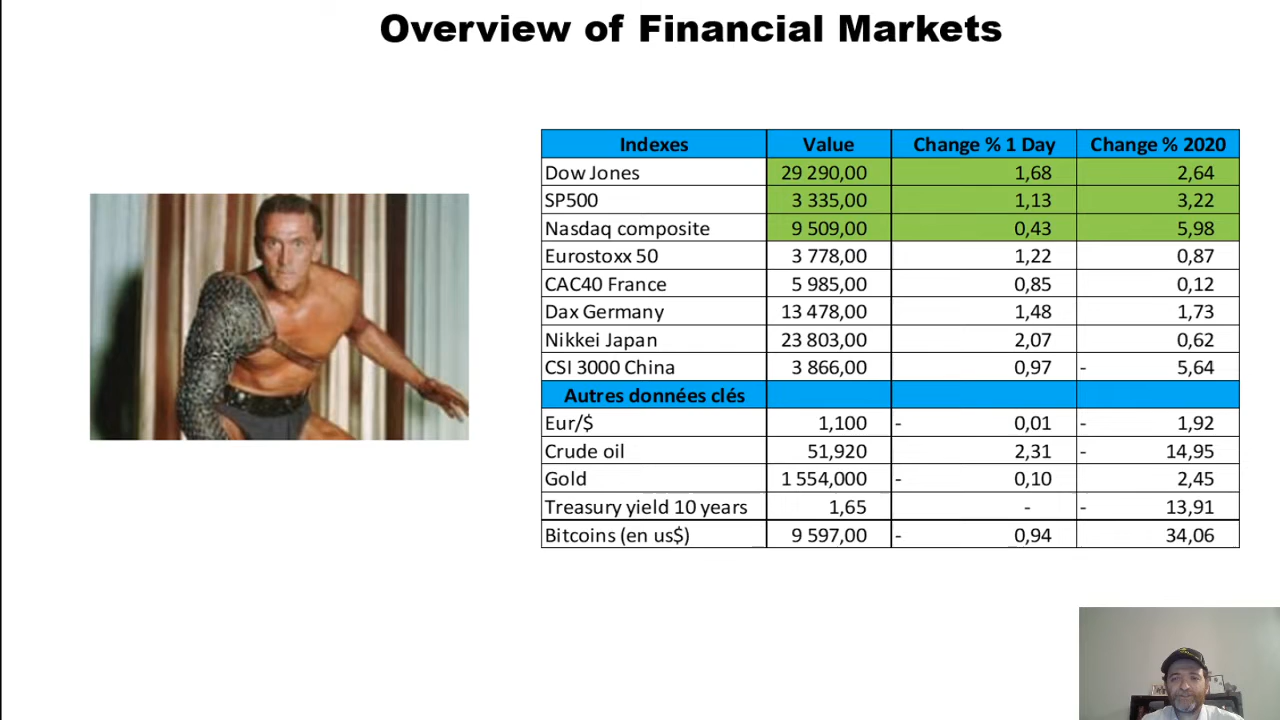 Overview of Financial Markets
Indexes Value Change % 1 Day Change % 2020
Dow Jones 29 290,00 1,68 2,64
SP500 3 335,00 1,13 3,22
Nasdaq composite 9 509,00 0,43 5,98
Eurostoxx 50 3 778,00 1,22 0,87
CAC40 France 5 985,00 0,85 0,12
Dax Germany 13 478,00 1,48 1,73
Nikkei Japan 23 803,00 2,07 0,62
CSI 3000 China 3 866,00 0,97 - 5,64
Autres données clés
Eur/$ 1,100 - 0,01 - 1,92
Crude oil 51,920 2,31 - 14,95
Gold 1 554,000 - 0,10 2,45
Treasury yield 10 years 1,65 - - 13,91
Bitcoins (en us$) 9 597,00 - 0,94 34,06